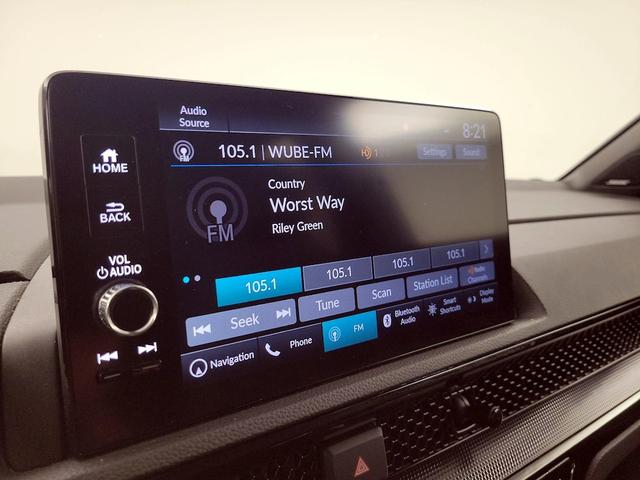 Audio
Source
8:21
105.1 | WUBE-FM
Settings
Sound
HOME
BACK
VOL
AUDIO
FM
Country
Worst Way
Riley Green
105.1
105.1
105.1
105.1
Seek
Tune
Scan
Station List
Radio
Channels
Navigation
Phone
FM
Bluetooth
Audio
Smart
Shortcuts
Display
Mode